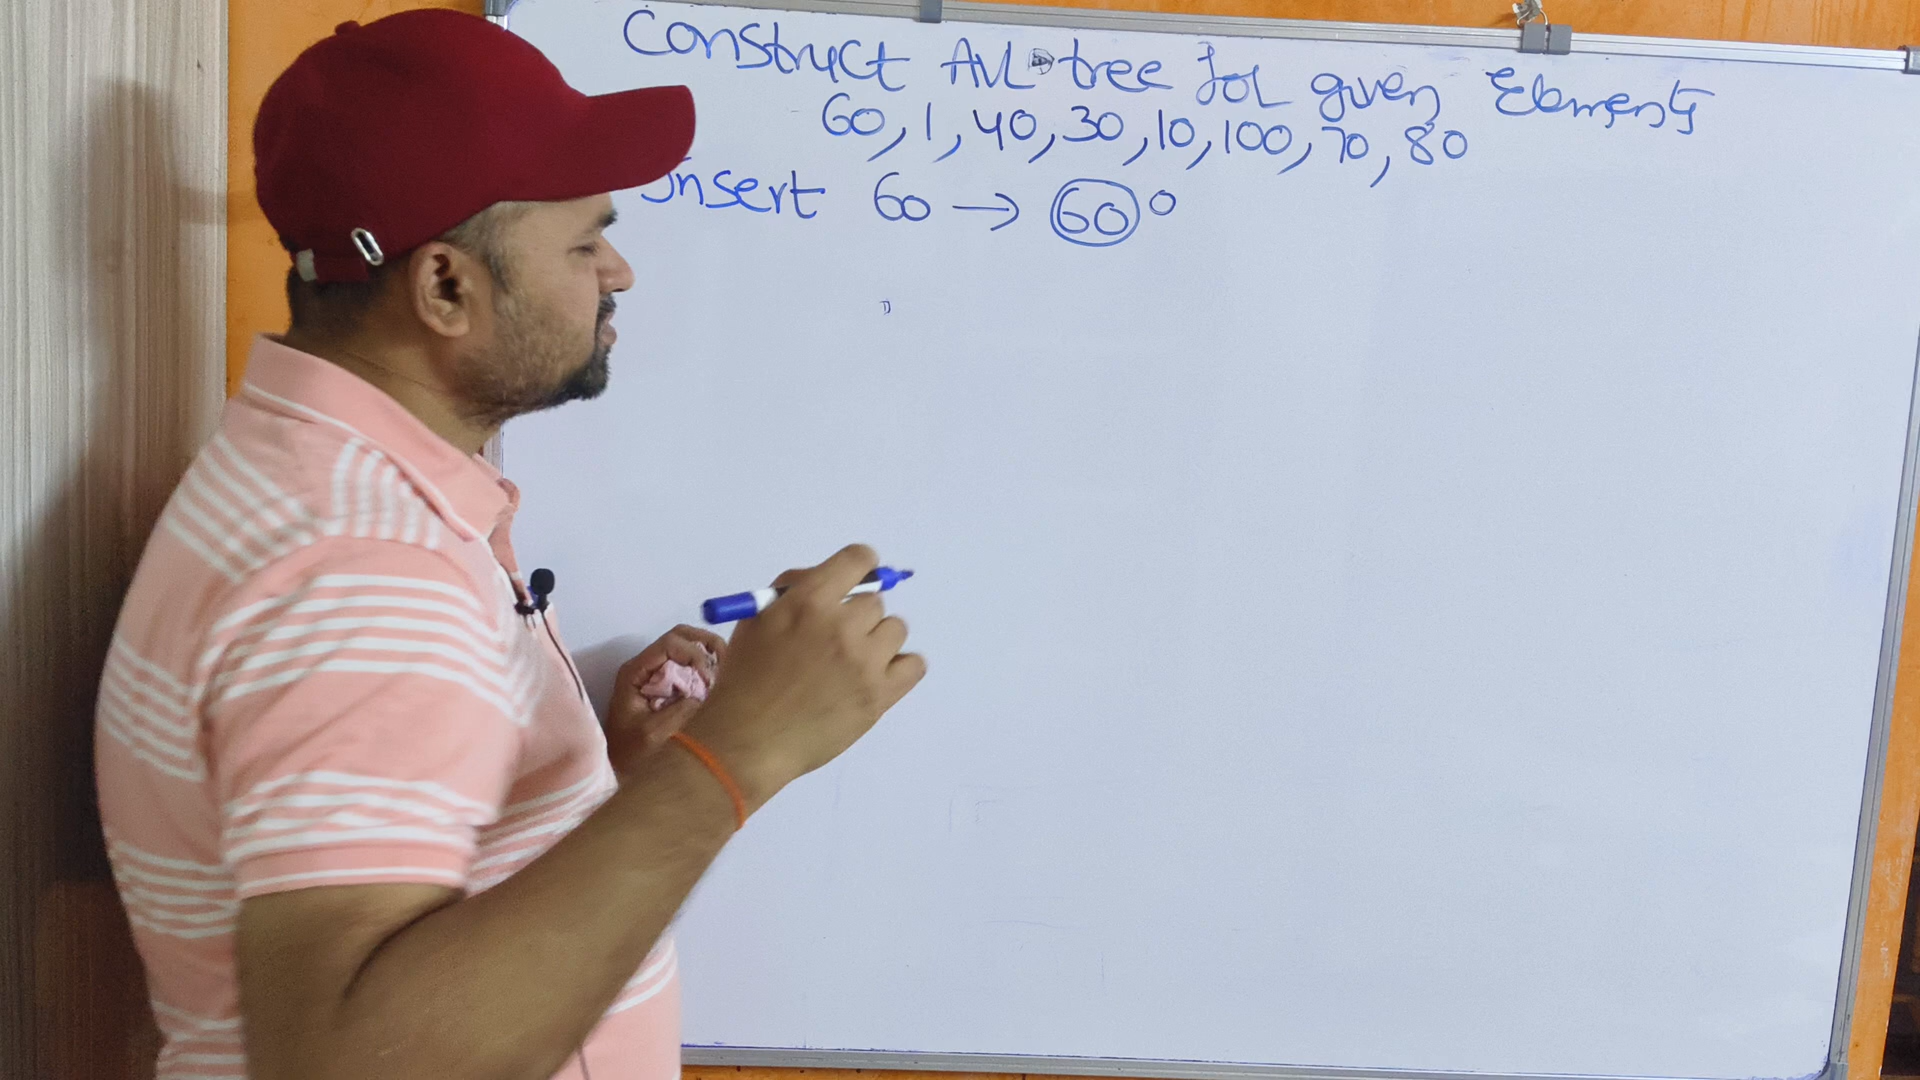 Construct AVL tree for given Elements
60, 1, 40, 30, 10, 100, 70, 80
Insert 60 → 60 0